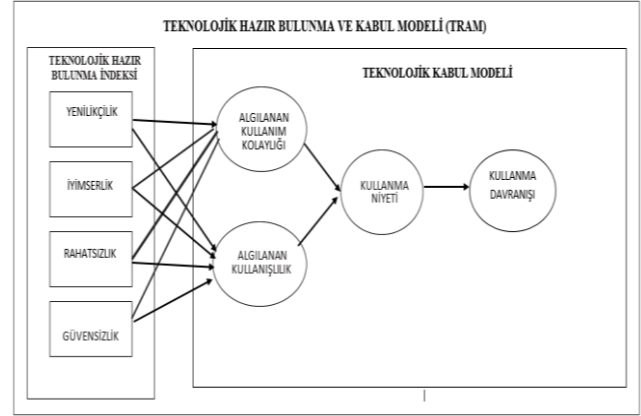 TEKNOLOJİK HAZIR BULUNMA VE KABUL MODELİ (TRAM)
TEKNOLOJİK HAZIR
BULUNMA İNDEKSİ
YENİLİKÇİLİK
İYİMSERLİK
RAHATSIZLIK
GÜVENSİZLİK
TEKNOLOJİK KABUL MODELİ
ALGILANAN
KULLANIM
KOLAYLIĞI
ALGILANAN
KULLANIŞLILIK
KULLANMA
NİYETİ
KULLANMA
DAVRANIŞI